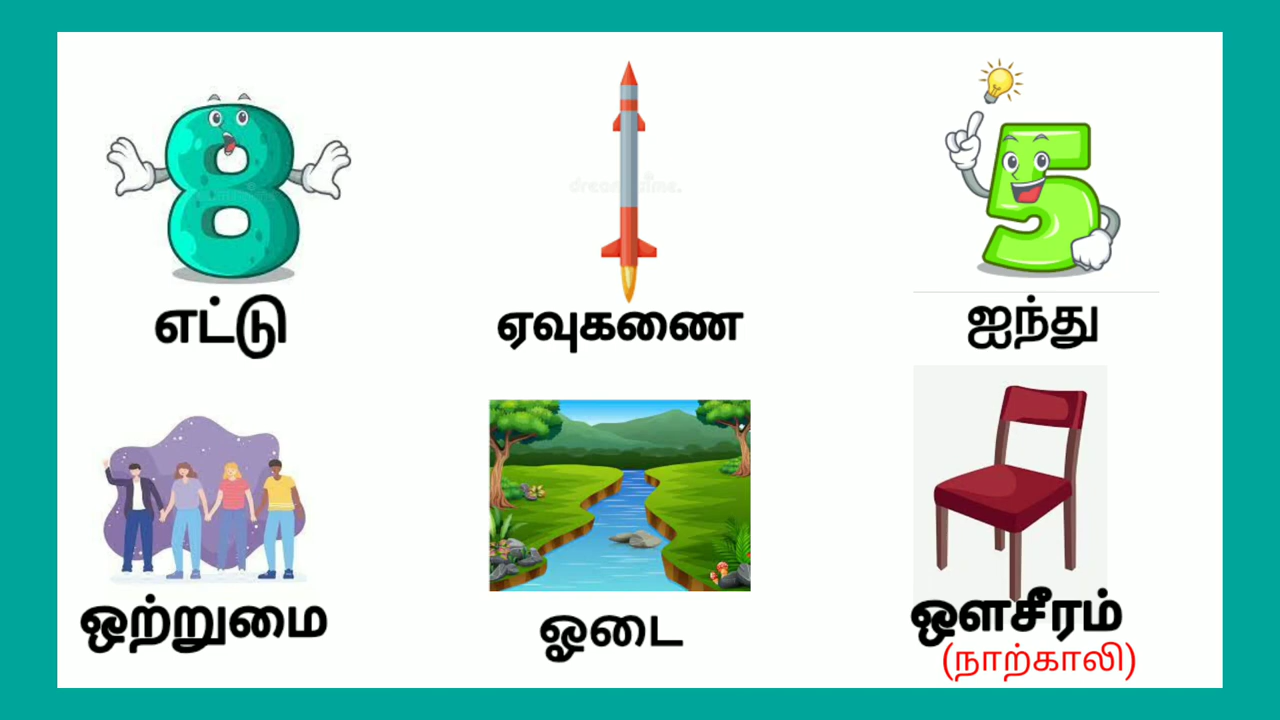 எட்டு
ஏவுகணை
ஐந்து
ஒற்றுமை
ஓடை
ஔசீரம்
(நாற்காலி)